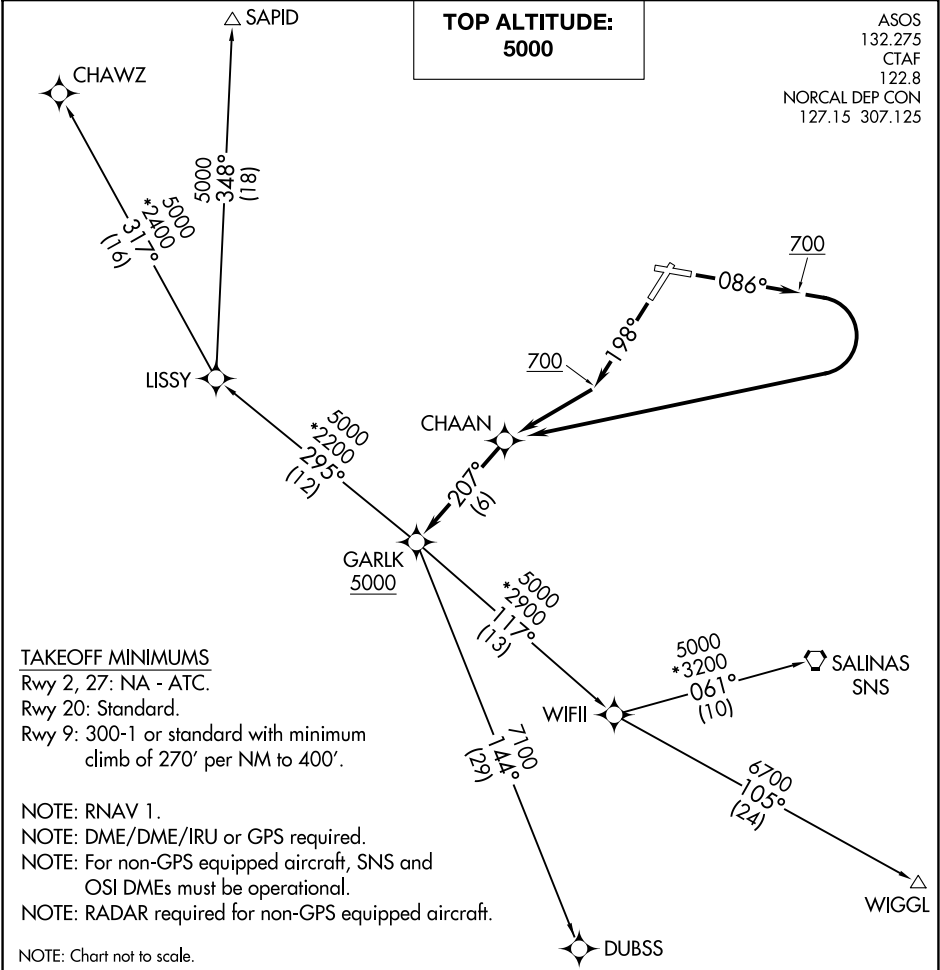 SAPID
TOP ALTITUDE:
5000
ASOS
132.275
CTAF
122.8
NORCAL DEP CON
127.15 307.125
CHAWZ
5000
348°
(18)
5000
*2400
317°
(16)
700
086°
198°
700
LISSY
CHAAN
5000
*2200
295°
(12)
207°
(6)
GARLK
5000
5000
*2900
117°
(13)
TAKEOFF MINIMUMS
Rwy 2, 27: NA - ATC.
Rwy 20: Standard.
Rwy 9: 300-1 or standard with minimum
climb of 270' per NM to 400'.
5000
*3200
061°
(10)
SALINAS
SNS
WIFII
7100
144°
(29)
6700
105°
(24)
NOTE: RNAV 1.
NOTE: DME/DME/IRU or GPS required.
NOTE: For non-GPS equipped aircraft, SNS and
OSI DMEs must be operational.
NOTE: RADAR required for non-GPS equipped aircraft.
WIGGL
DUBSS
NOTE: Chart not to scale.